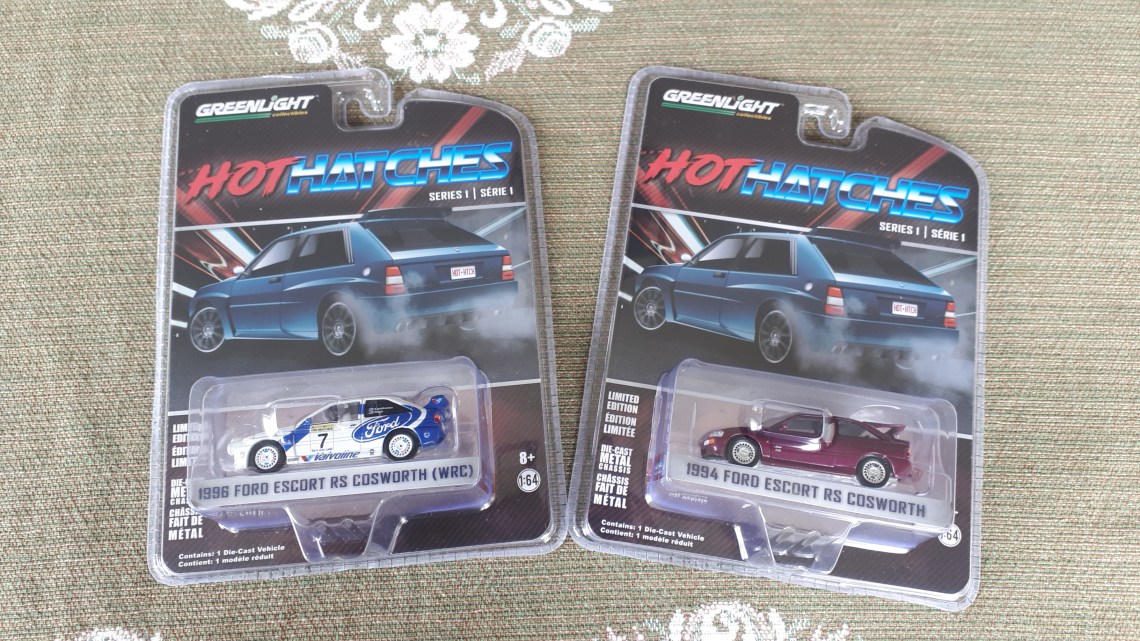 GREENLIGHT
collectibles
HOT HATCHES
SERIES 1 | SÉRIE 1
HOT-HTCH
Ford
7
Valvoline
1996 FORD ESCORT RS COSWORTH (WRC)
8+
1:64
FAIT DE
MÉTAL
Contains: 1 Die-Cast Vehicle
Contient: 1 modèle réduit
GREENLIGHT
collectibles
HOT HATCHES
SERIES 1 | SÉRIE 1
HOT-HTCH
LIMITED
EDITION
ÉDITION
LIMITÉE
DIE-CAST
METAL
CHASSIS
CHÂSSIS
FAIT DE
MÉTAL
1994 FORD ESCORT RS COSWORTH
Contains: 1 Die-Cast Vehicle
Contient: 1 modèle réduit